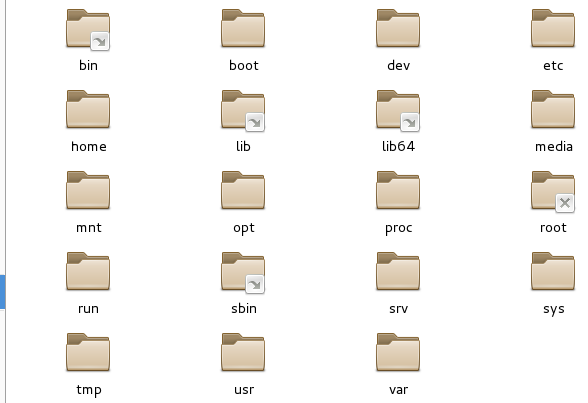 bin boot dev etc
home lib lib64 media
mnt opt proc root
run sbin srv sys
tmp usr var